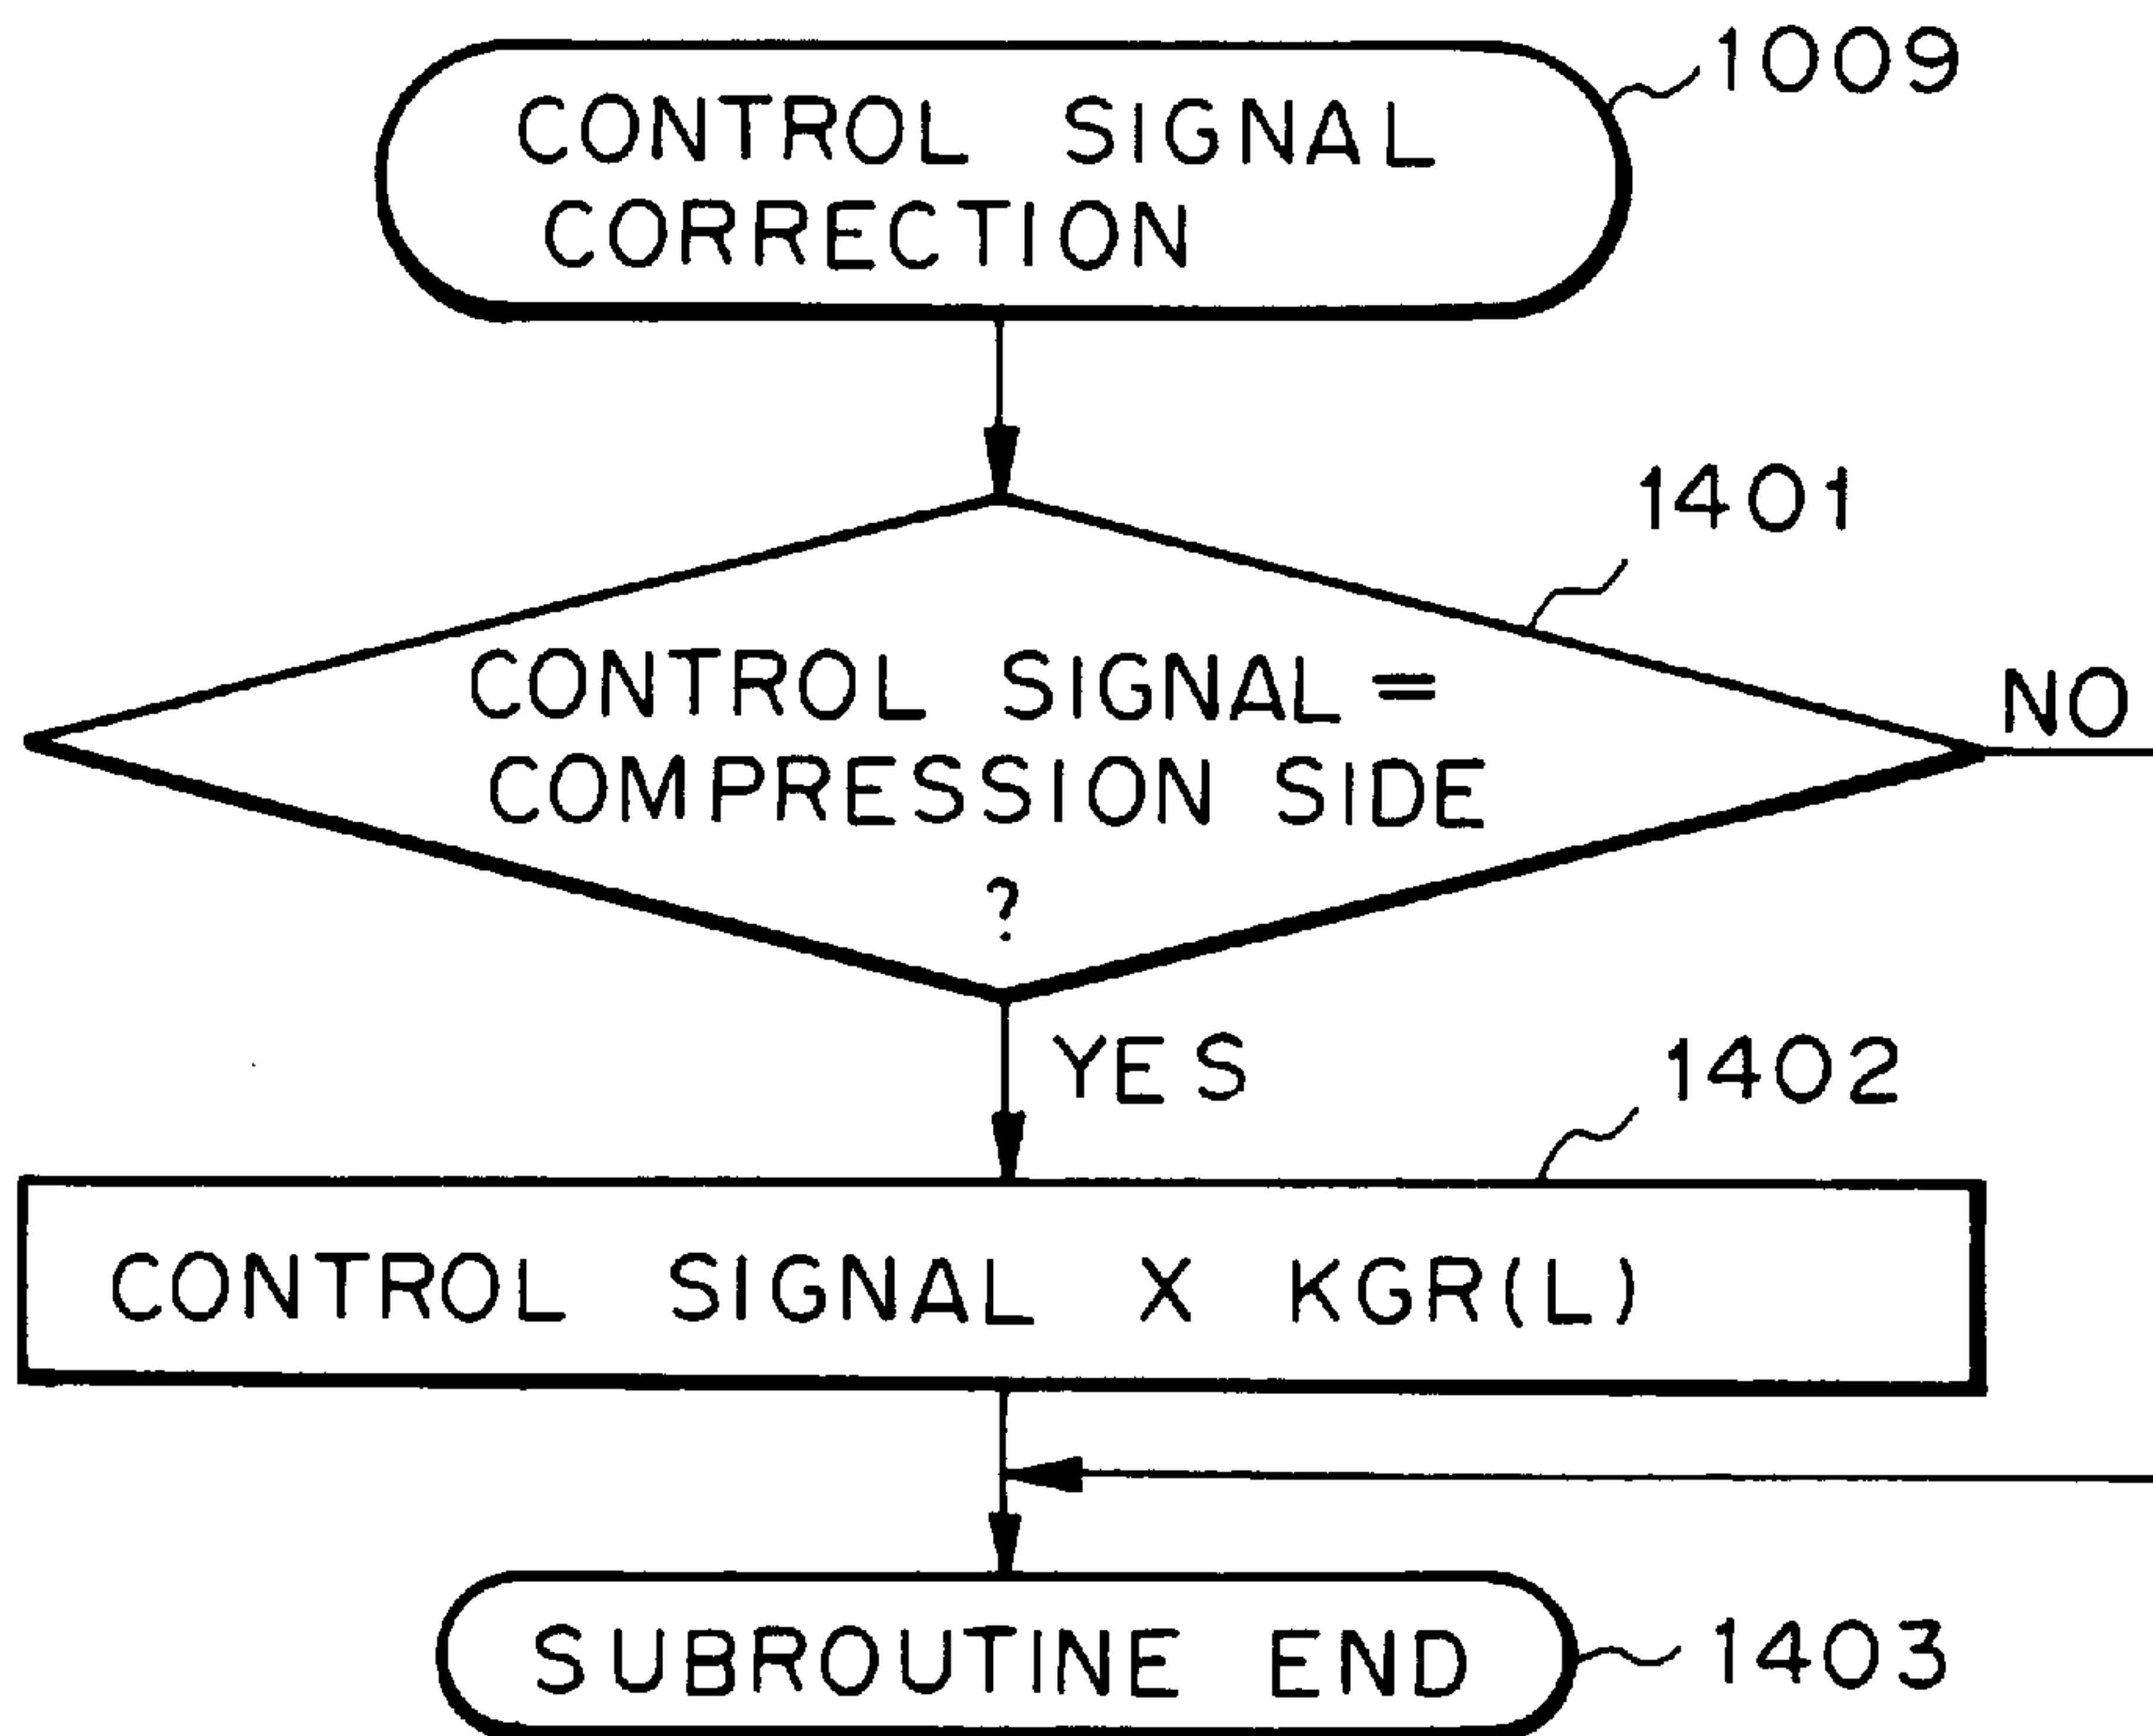 1009
CONTROL SIGNAL
CORRECTION
1401
CONTROL SIGNAL =
COMPRESSION SIDE
?
NO
YES
1402
CONTROL SIGNAL X KGR(L)
SUBROUTINE END
1403